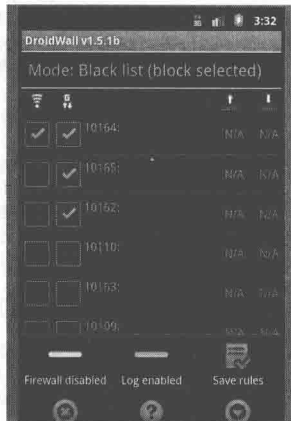 3:32
DroidWall v1.5.1b
Mode: Black list (block selected)
10164: N/A N/A
10165: N/A N/A
10162: N/A N/A
10110: N/A N/A
10163: N/A N/A
10109: N/A N/A
Firewall disabled Log enabled Save rules